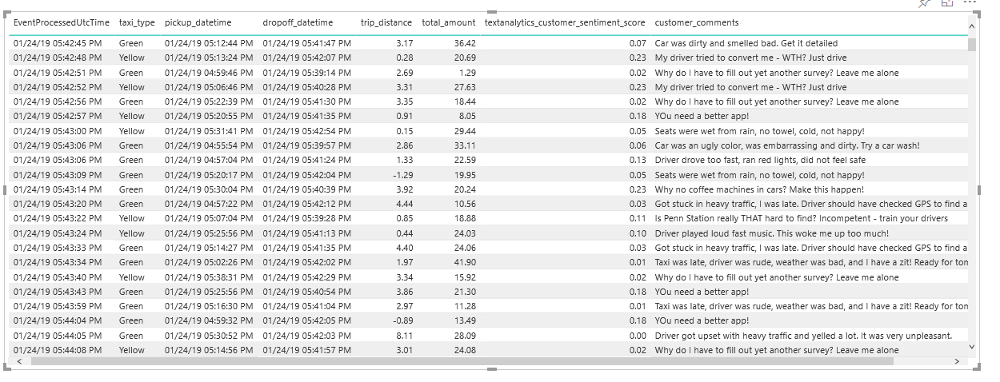 EventProcessedUtcTime taxi_type pickup_datetime dropoff_datetime trip_distance total_amount textanalytics_customer_sentiment_score customer_comments
01/24/19 05:42:45 PM Green 01/24/19 05:12:44 PM 01/24/19 05:41:47 PM 3.17 36.42 0.07 Car was dirty and smelled bad. Get it detailed
01/24/19 05:42:48 PM Yellow 01/24/19 05:13:24 PM 01/24/19 05:42:07 PM 0.28 20.69 0.23 My driver tried to convert me - WTH? Just drive
01/24/19 05:42:51 PM Green 01/24/19 04:59:46 PM 01/24/19 05:39:14 PM 2.69 1.29 0.02 Why do I have to fill out yet another survey? Leave me alone
01/24/19 05:42:52 PM Yellow 01/24/19 05:06:46 PM 01/24/19 05:40:28 PM 3.31 27.63 0.23 My driver tried to convert me - WTH? Just drive
01/24/19 05:42:56 PM Green 01/24/19 05:22:39 PM 01/24/19 05:41:30 PM 3.35 18.44 0.02 Why do I have to fill out yet another survey? Leave me alone
01/24/19 05:42:57 PM Yellow 01/24/19 05:20:55 PM 01/24/19 05:41:35 PM 0.91 8.05 0.18 YOu need a better app!
01/24/19 05:43:00 PM Yellow 01/24/19 05:31:41 PM 01/24/19 05:42:54 PM 0.15 29.44 0.05 Seats were wet from rain, no towel, cold, not happy!
01/24/19 05:43:06 PM Green 01/24/19 04:55:54 PM 01/24/19 05:39:57 PM 2.86 33.11 0.06 Car was an ugly color, was embarrassing and dirty. Try a car wash!
01/24/19 05:43:06 PM Green 01/24/19 04:57:04 PM 01/24/19 05:41:24 PM 1.33 22.59 0.13 Driver drove too fast, ran red lights, did not feel safe
01/24/19 05:43:09 PM Green 01/24/19 05:20:17 PM 01/24/19 05:42:04 PM -1.29 19.95 0.05 Seats were wet from rain, no towel, cold, not happy!
01/24/19 05:43:14 PM Green 01/24/19 05:30:04 PM 01/24/19 05:40:39 PM 3.92 20.24 0.23 Why no coffee machines in cars? Make this happen!
01/24/19 05:43:20 PM Green 01/24/19 04:57:22 PM 01/24/19 05:42:12 PM 4.44 10.56 0.03 Got stuck in heavy traffic, I was late. Driver should have checked GPS to find a
01/24/19 05:43:22 PM Yellow 01/24/19 05:07:04 PM 01/24/19 05:39:28 PM 0.85 18.88 0.11 Is Penn Station really THAT hard to find? Incompetent - train your drivers
01/24/19 05:43:24 PM Yellow 01/24/19 05:25:56 PM 01/24/19 05:41:13 PM 0.44 24.03 0.10 Driver played loud fast music. This woke me up too much!
01/24/19 05:43:33 PM Green 01/24/19 05:14:27 PM 01/24/19 05:41:35 PM 4.40 24.06 0.03 Got stuck in heavy traffic, I was late. Driver should have checked GPS to find a
01/24/19 05:43:34 PM Green 01/24/19 05:02:26 PM 01/24/19 05:42:02 PM 1.97 41.90 0.01 Taxi was late, driver was rude, weather was bad, and I have a zit! Ready for tom
01/24/19 05:43:40 PM Yellow 01/24/19 05:38:31 PM 01/24/19 05:42:29 PM 3.34 15.92 0.02 Why do I have to fill out yet another survey? Leave me alone
01/24/19 05:43:43 PM Green 01/24/19 05:25:56 PM 01/24/19 05:40:54 PM 3.86 21.30 0.18 YOu need a better app!
01/24/19 05:43:59 PM Green 01/24/19 05:16:30 PM 01/24/19 05:41:04 PM 2.97 11.28 0.01 Taxi was late, driver was rude, weather was bad, and I have a zit! Ready for tom
01/24/19 05:44:04 PM Green 01/24/19 04:59:32 PM 01/24/19 05:42:05 PM -0.89 13.49 0.18 YOu need a better app!
01/24/19 05:44:05 PM Green 01/24/19 05:30:52 PM 01/24/19 05:42:03 PM 8.11 28.09 0.00 Driver got upset with heavy traffic and yelled a lot. It was very unpleasant.
01/24/19 05:44:08 PM Yellow 01/24/19 05:14:56 PM 01/24/19 05:41:57 PM 3.01 24.08 0.02 Why do I have to fill out yet another survey? Leave me alone